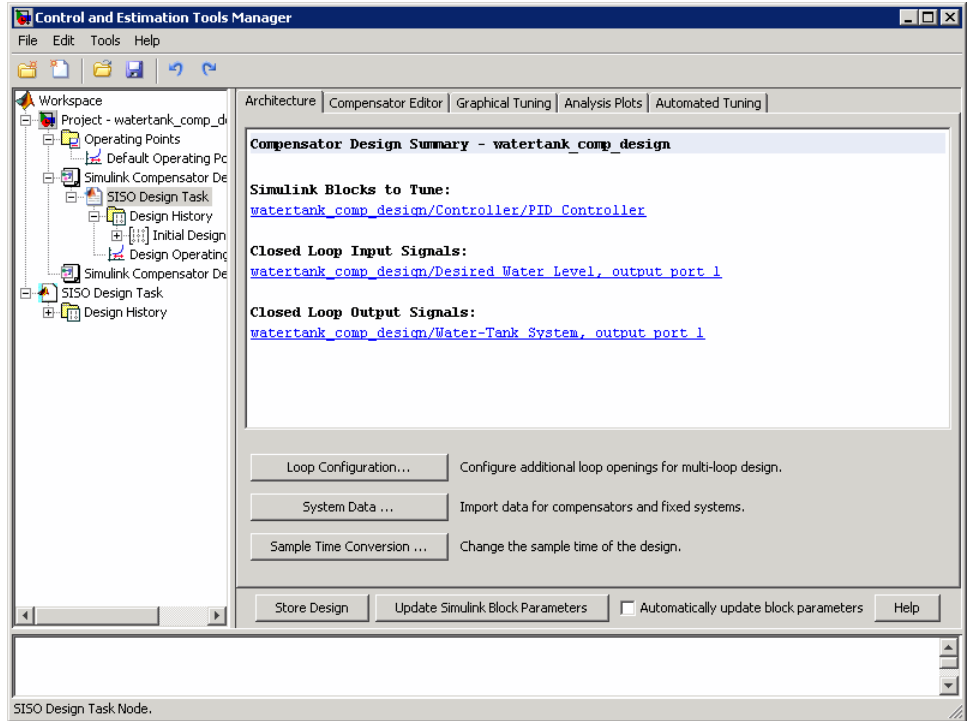 Control and Estimation Tools Manager
File Edit Tools Help
Workspace
Project - watertank_comp_d
Operating Points
Default Operating Pc
Simulink Compensator De
SISO Design Task
Design History
Initial Design
Design Operating
Simulink Compensator De
SISO Design Task
Design History
Architecture Compensator Editor Graphical Tuning Analysis Plots Automated Tuning
Compensator Design Summary - watertank_comp_design
Simulink Blocks to Tune:
watertank_comp_design/Controller/PID Controller
Closed Loop Input Signals:
watertank_comp_design/Desired Water Level, output port 1
Closed Loop Output Signals:
watertank_comp_design/Water-Tank System, output port 1
Loop Configuration... Configure additional loop openings for multi-loop design.
System Data ... Import data for compensators and fixed systems.
Sample Time Conversion ... Change the sample time of the design.
Store Design Update Simulink Block Parameters Automatically update block parameters Help
SISO Design Task Node.